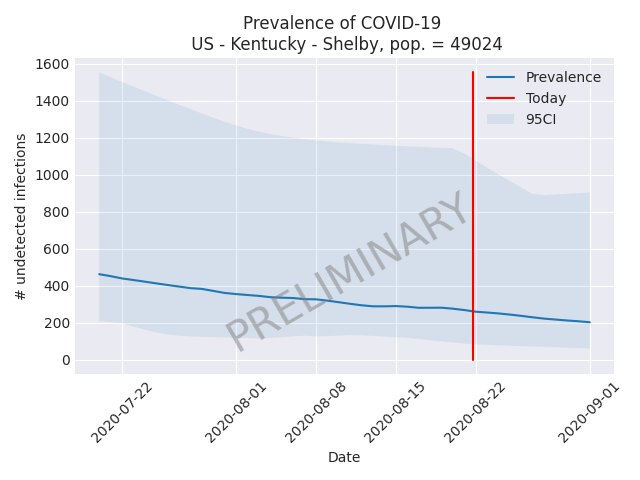 Prevalence of COVID-19
US - Kentucky - Shelby, pop. = 49024
1600
1400
1200
1000
800
600
400
200
0
# undetected infections
Prevalence
Today
95CI
PRELIMINARY
2020-07-22
2020-08-01
2020-08-08
2020-08-15
2020-08-22
2020-09-01
Date